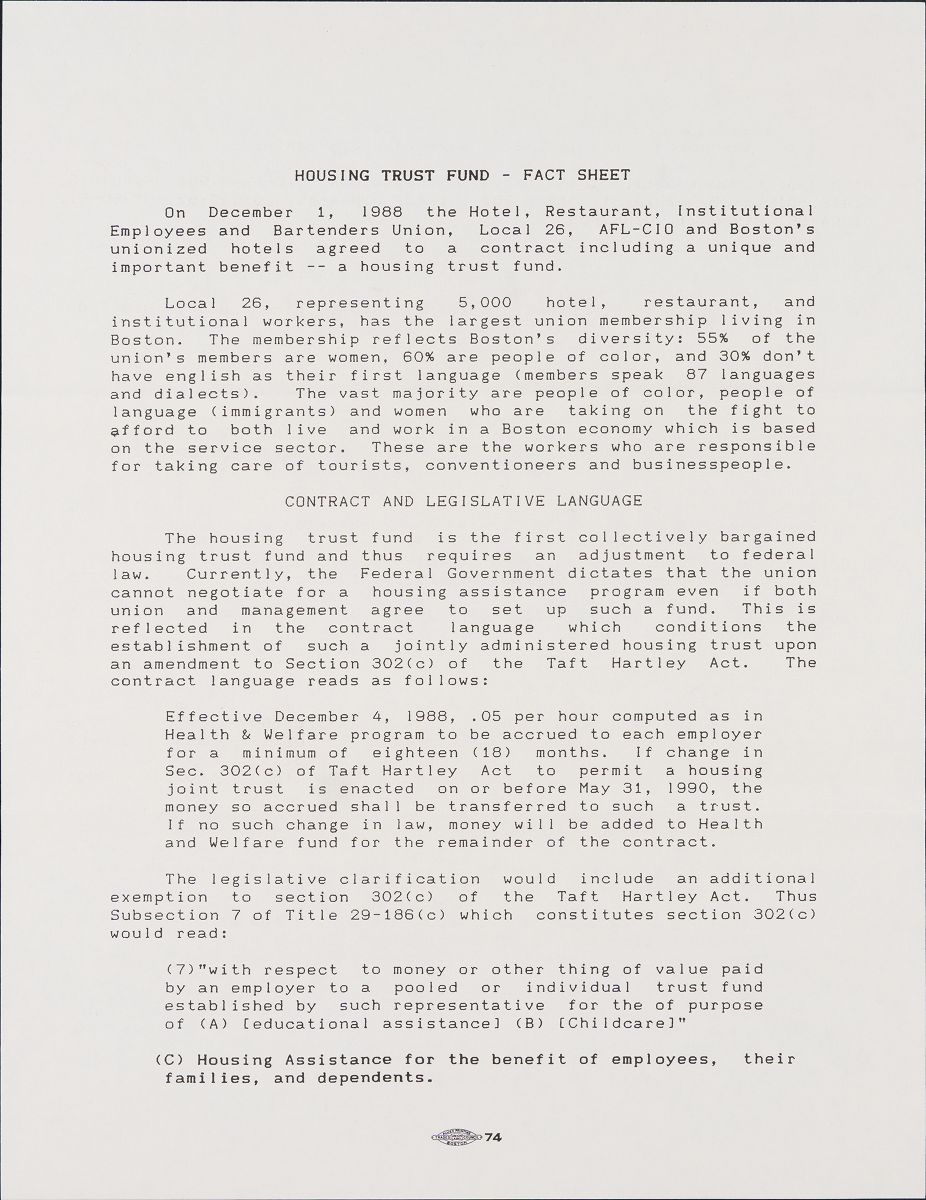 HOUSING TRUST FUND - FACT SHEET
On December 1, 1988 the Hotel, Restaurant, Institutional
Employees and Bartenders Union, Local 26, AFL-CIO and Boston's
unionized hotels agreed to a contract including a unique and
important benefit -- a housing trust fund.
Local 26, representing 5,000 hotel, restaurant, and
institutional workers, has the largest union membership living in
Boston. The membership reflects Boston's diversity: 55% of the
union's members are women, 60% are people of color, and 30% don't
have english as their first language (members speak 87 languages
and dialects). The vast majority are people of color, people of
language (immigrants) and women who are taking on the fight to
afford to both live and work in a Boston economy which is based
on the service sector. These are the workers who are responsible
for taking care of tourists, conventioneers and businesspeople.
CONTRACT AND LEGISLATIVE LANGUAGE
The housing trust fund is the first collectively bargained
housing trust fund and thus requires an adjustment to federal
law. Currently, the Federal Government dictates that the union
cannot negotiate for a housing assistance program even if both
union and management agree to set up such a fund. This is
reflected in the contract language which conditions the
establishment of such a jointly administered housing trust upon
an amendment to Section 302(c) of the Taft Hartley Act. The
contract language reads as follows:
Effective December 4, 1988, .05 per hour computed as in
Health & Welfare program to be accrued to each employer
for a minimum of eighteen (18) months. If change in
Sec. 302(c) of Taft Hartley Act to permit a housing
joint trust is enacted on or before May 31, 1990, the
money so accrued shall be transferred to such a trust.
If no such change in law, money will be added to Health
and Welfare fund for the remainder of the contract.
The legislative clarification would include an additional
exemption to section 302(c) of the Taft Hartley Act. Thus
Subsection 7 of Title 29-186(c) which constitutes section 302(c)
would read:
(7)"with respect to money or other thing of value paid
by an employer to a pooled or individual trust fund
established by such representative for the of purpose
of (A) [educational assistance] (B) [Childcare]"
(C) Housing Assistance for the benefit of employees, their
families, and dependents.
74